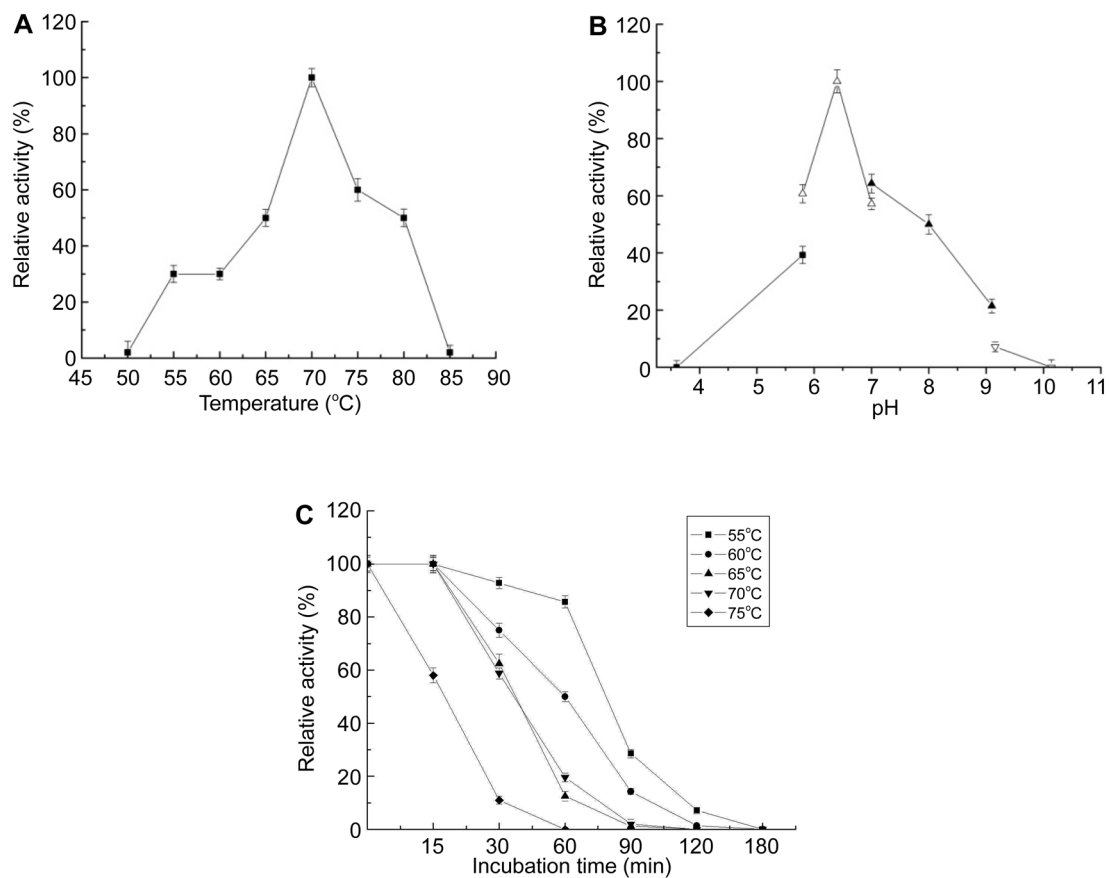 A
120
100
80
60
40
20
0
Relative activity (%)
45 50 55 60 65 70 75 80 85 90
Temperature (°C)
B
120
100
80
60
40
20
0
Relative activity (%)
4 5 6 7 8 9 10 11
pH
C
120
100
80
60
40
20
0
Relative activity (%)
15 30 60 90 120 180
Incubation time (min)
55°C
60°C
65°C
70°C
75°C